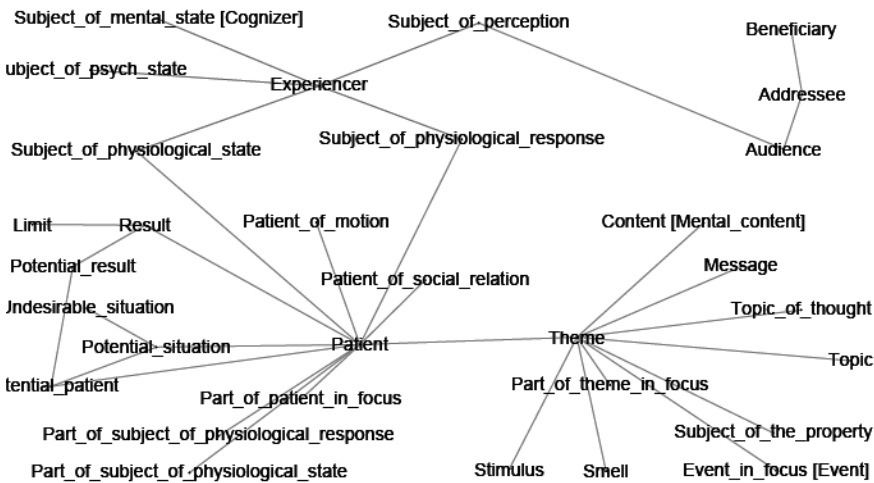 Subject_of_mental_state [Cognizer]
Subject_of_perception
Beneficiary
ubject_of_psych_state
Experiencer
Addressee
Subject_of_physiological_state
Subject_of_physiological_response
Audience
Limit
Result
Patient_of_motion
Content [Mental_content]
Potential_result
Patient_of_social_relation
Message
Undesirable_situation
Topic_of_thought
Potential_situation
Patient
Theme
Topic
tential_patient
Part_of_patient_in_focus
Part_of_theme_in_focus
Part_of_subject_of_physiological_response
Subject_of_the_property
Part_of_subject_of_physiological_state
Stimulus
Smell
Event_in_focus [Event]